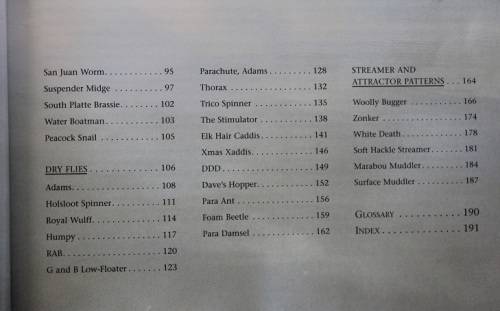 San Juan Worm. . . . . . . . . . . . 95
Suspender Midge . . . . . . . . . . 97
South Platte Brassie. . . . . . . . 102
Water Boatman. . . . . . . . . . . 103
Peacock Snail . . . . . . . . . . . 105
DRY FLIES . . . . . . . . . . . . . 106
Adams. . . . . . . . . . . . . . . . 108
Holsloot Spinner. . . . . . . . . . 111
Royal Wulff. . . . . . . . . . . . . 114
Humpy . . . . . . . . . . . . . . . 117
RAB. . . . . . . . . . . . . . . . . 120
G and B Low-Floater . . . . . . . 123
Parachute, Adams . . . . . . . . . 128
Thorax . . . . . . . . . . . . . . . 132
Trico Spinner . . . . . . . . . . . 135
The Stimulator . . . . . . . . . . 138
Elk Hair Caddis. . . . . . . . . . . 141
Xmas Xaddis. . . . . . . . . . . . 146
DDD . . . . . . . . . . . . . . . . 149
Dave's Hopper. . . . . . . . . . . 152
Para Ant . . . . . . . . . . . . . . 156
Foam Beetle . . . . . . . . . . . . 159
Para Damsel . . . . . . . . . . . . 162
STREAMER AND
ATTRACTOR PATTERNS . . . 164
Woolly Bugger . . . . . . . . . . . 166
Zonker . . . . . . . . . . . . . . . 174
White Death. . . . . . . . . . . . . 178
Soft Hackle Streamer. . . . . . . 181
Marabou Muddler. . . . . . . . . 184
Surface Muddler . . . . . . . . . 187
GLOSSARY . . . . . . . . . . . . 190
INDEX. . . . . . . . . . . . . . . . 191